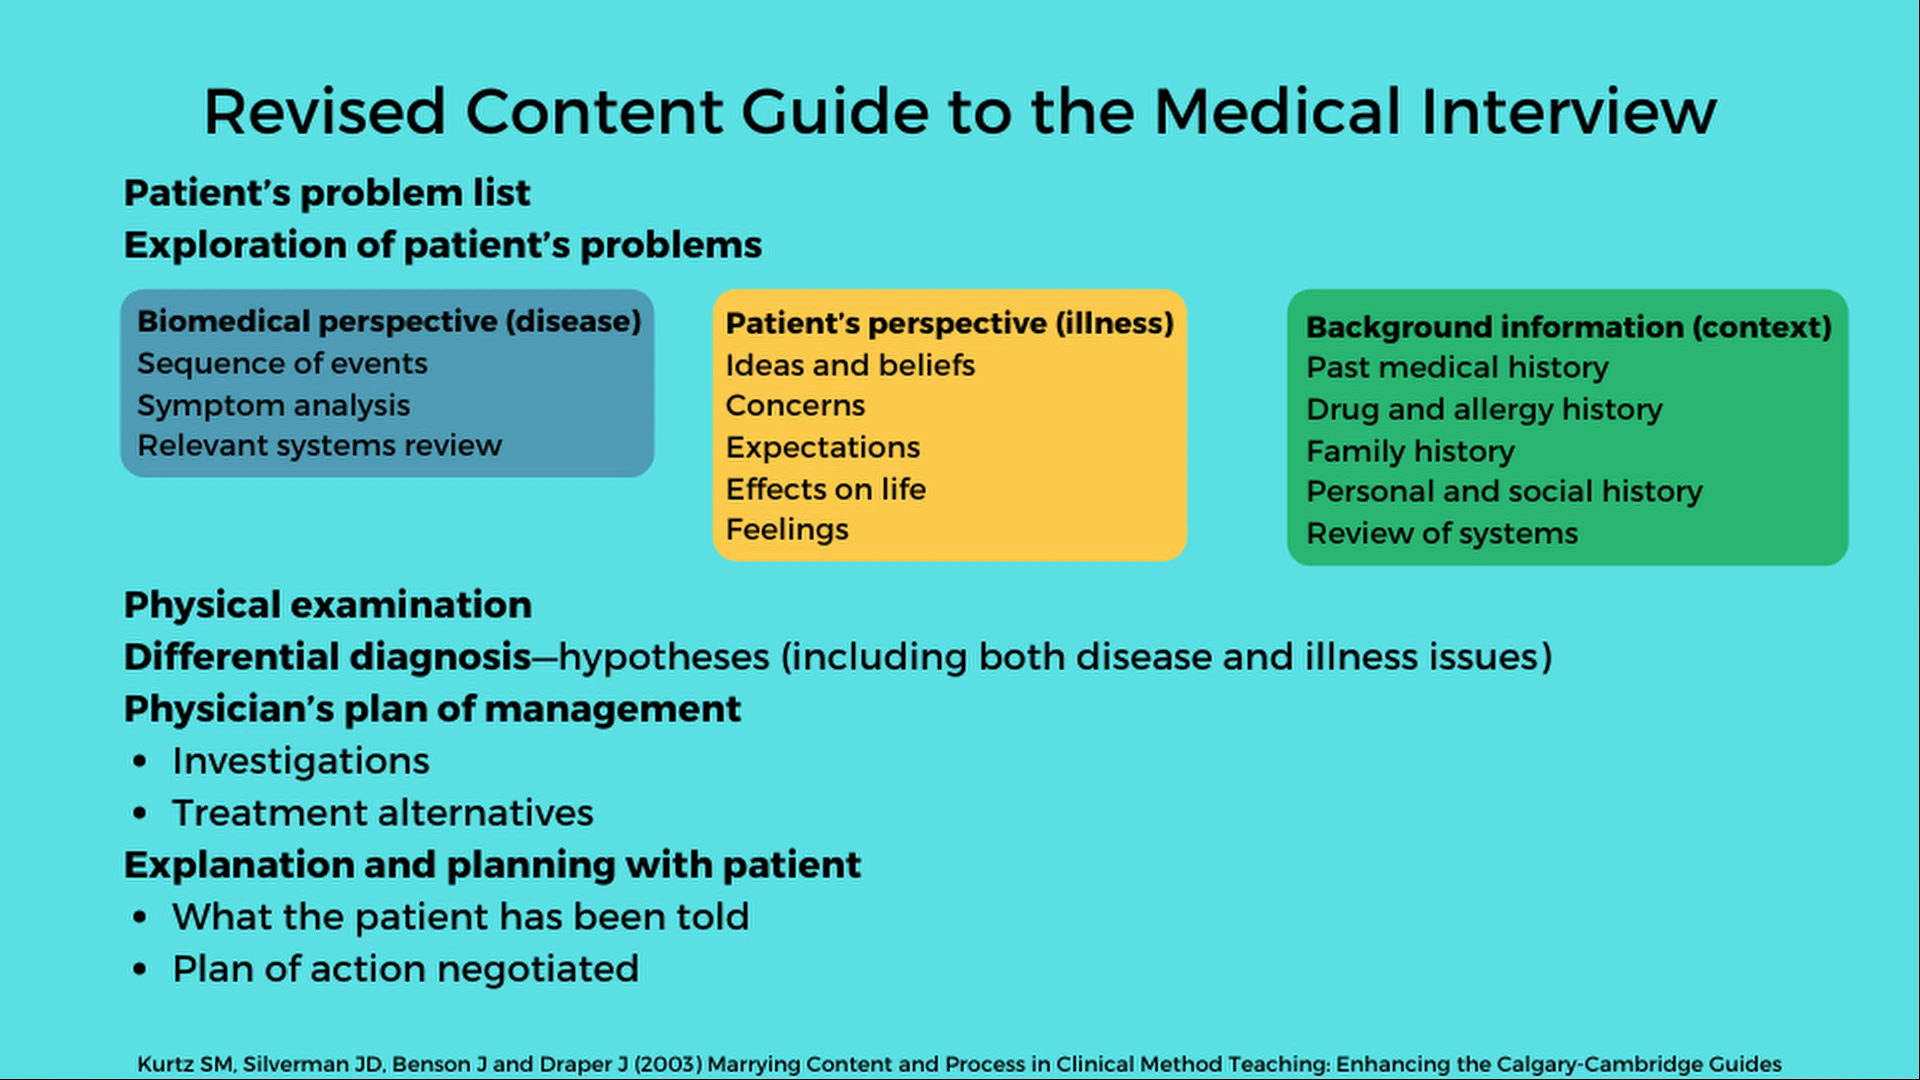 Revised Content Guide to the Medical Interview
Patient’s problem list
Exploration of patient’s problems
Biomedical perspective (disease)
Sequence of events
Symptom analysis
Relevant systems review
Patient’s perspective (illness)
Ideas and beliefs
Concerns
Expectations
Effects on life
Feelings
Background information (context)
Past medical history
Drug and allergy history
Family history
Personal and social history
Review of systems
Physical examination
Differential diagnosis—hypotheses (including both disease and illness issues)
Physician’s plan of management
• Investigations
• Treatment alternatives
Explanation and planning with patient
• What the patient has been told
• Plan of action negotiated
Kurtz SM, Silverman JD, Benson J and Draper J (2003) Marrying Content and Process in Clinical Method Teaching: Enhancing the Calgary-Cambridge Guides